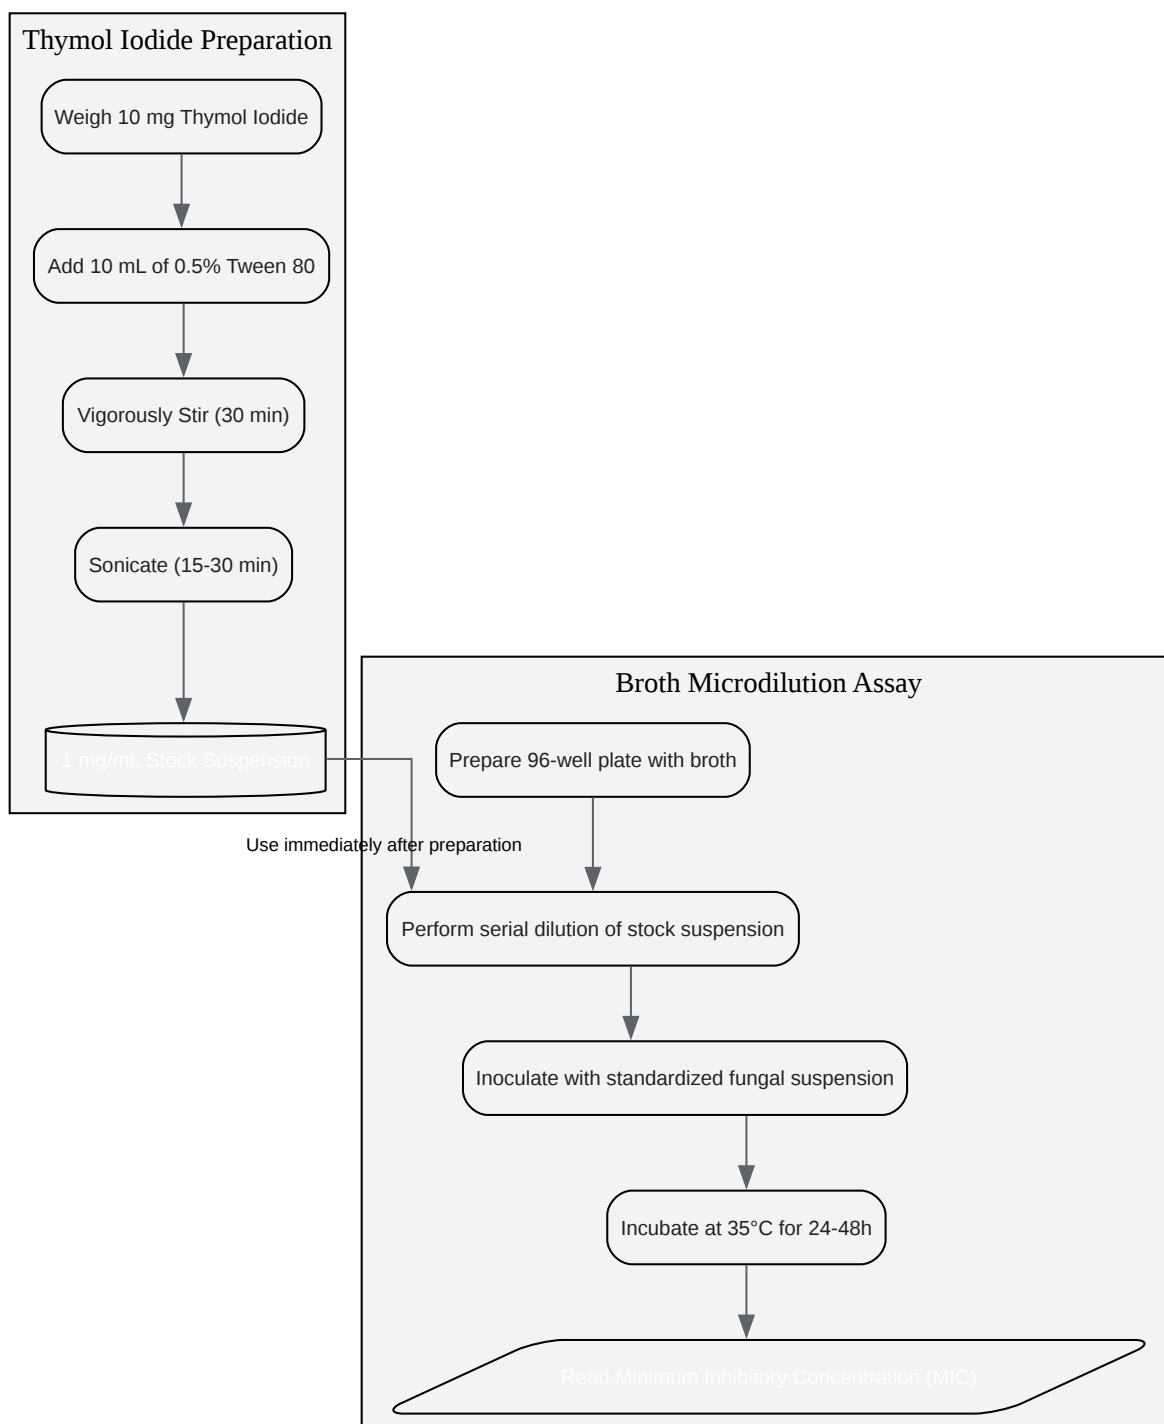 Thymol Iodide Preparation
Weigh 10 mg Thymol Iodide
Add 10 mL of 0.5% Tween 80
Vigorously Stir (30 min)
Sonicate (15-30 min)
1 mg/mL Stock Suspension
Use immediately after preparation
Broth Microdilution Assay
Prepare 96-well plate with broth
Perform serial dilution of stock suspension
Inoculate with standardized fungal suspension
Incubate at 35°C for 24-48h
Read Minimum Inhibitory Concentration (MIC)